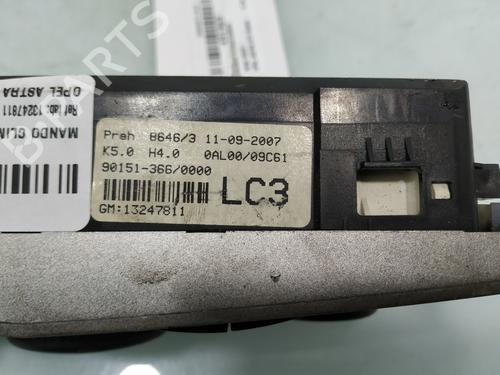 Preh 8646/3 11-09-2007
K5.0 H4.0 0AL00/09C61
90151-366/0000
LC3
GM:13247811
MANDO CLIM
Ref lab: 13247811
OPEL ASTRA
B PARTS